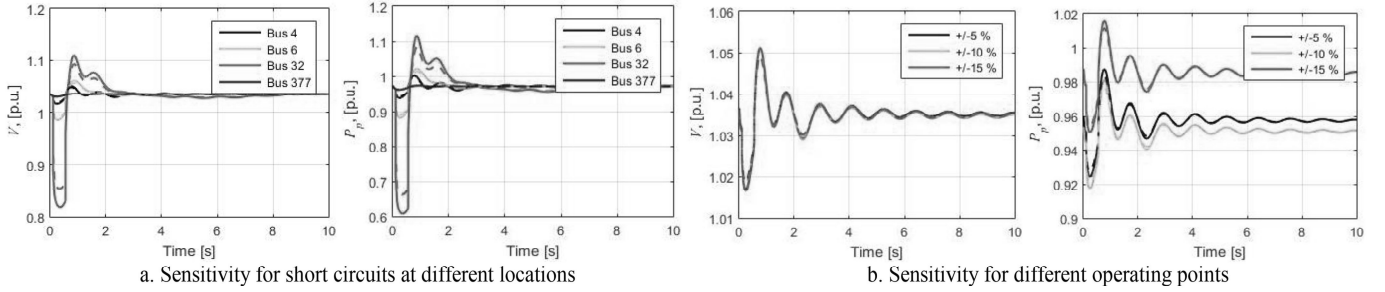 1.2
1.1
1
0.9
0.8
V, [p.u.]
0 2 4 6 8 10
Time [s]
Bus 4
Bus 6
Bus 32
Bus 377
1.2
1.1
1
0.9
0.8
0.7
0.6
Pp, [p.u.]
0 2 4 6 8 10
Time [s]
Bus 4
Bus 6
Bus 32
Bus 377
a. Sensitivity for short circuits at different locations
1.06
1.05
1.04
1.03
1.02
1.01
V, [p.u.]
0 2 4 6 8 10
Time [s]
+/-5 %
+/-10 %
+/-15 %
1.02
1
0.98
0.96
0.94
0.92
0.9
Pp, [p.u.]
0 2 4 6 8 10
Time [s]
+/-5 %
+/-10 %
+/-15 %
b. Sensitivity for different operating points